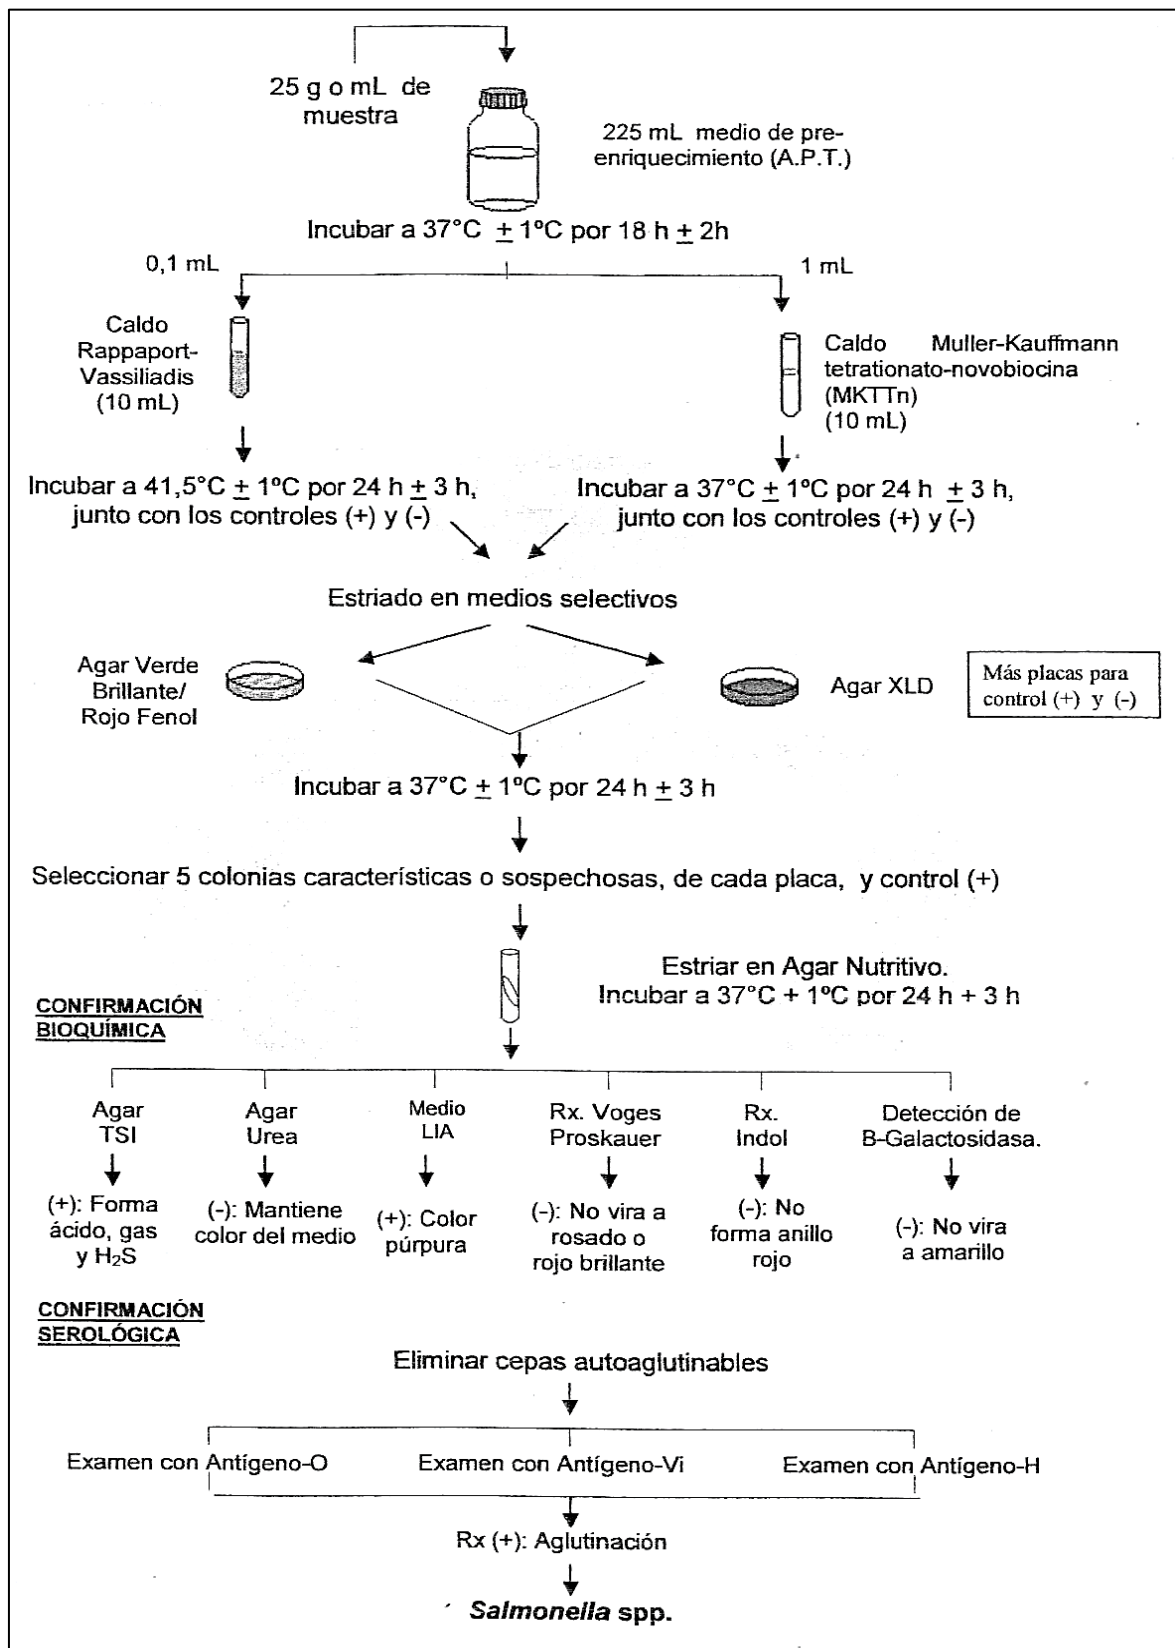 25 g o mL de
muestra
225 mL medio de pre-
enriquecimiento (A.P.T.)
Incubar a 37°C ± 1ºC por 18 h ± 2h
0,1 mL
1 mL
Caldo
Rappaport-
Vassiliadis
(10 mL)
Caldo Muller-Kauffmann
tetrationato-novobiocina
(MKTTn)
(10 mL)
Incubar a 41,5°C ± 1ºC por 24 h ± 3 h,
junto con los controles (+) y (-)
Incubar a 37°C ± 1ºC por 24 h ± 3 h,
junto con los controles (+) y (-)
Estriado en medios selectivos
Agar Verde
Brillante/
Rojo Fenol
Agar XLD
Más placas para
control (+) y (-)
Incubar a 37°C ± 1ºC por 24 h ± 3 h
Seleccionar 5 colonias características o sospechosas, de cada placa, y control (+)
Estriar en Agar Nutritivo.
Incubar a 37°C + 1ºC por 24 h + 3 h
CONFIRMACIÓN
BIOQUÍMICA
Agar
TSI
Agar
Urea
Medio
LIA
Rx. Voges
Proskauer
Rx.
Indol
Detección de
B-Galactosidasa.
(+): Forma
ácido, gas
y H₂S
(-): Mantiene
color del medio
(+): Color
púrpura
(-): No vira a
rosado o
rojo brillante
(-): No
forma anillo
rojo
(-): No vira
a amarillo
CONFIRMACIÓN
SEROLÓGICA
Eliminar cepas autoaglutinables
Examen con Antígeno-O
Examen con Antígeno-Vi
Examen con Antígeno-H
Rx (+): Aglutinación
Salmonella spp.